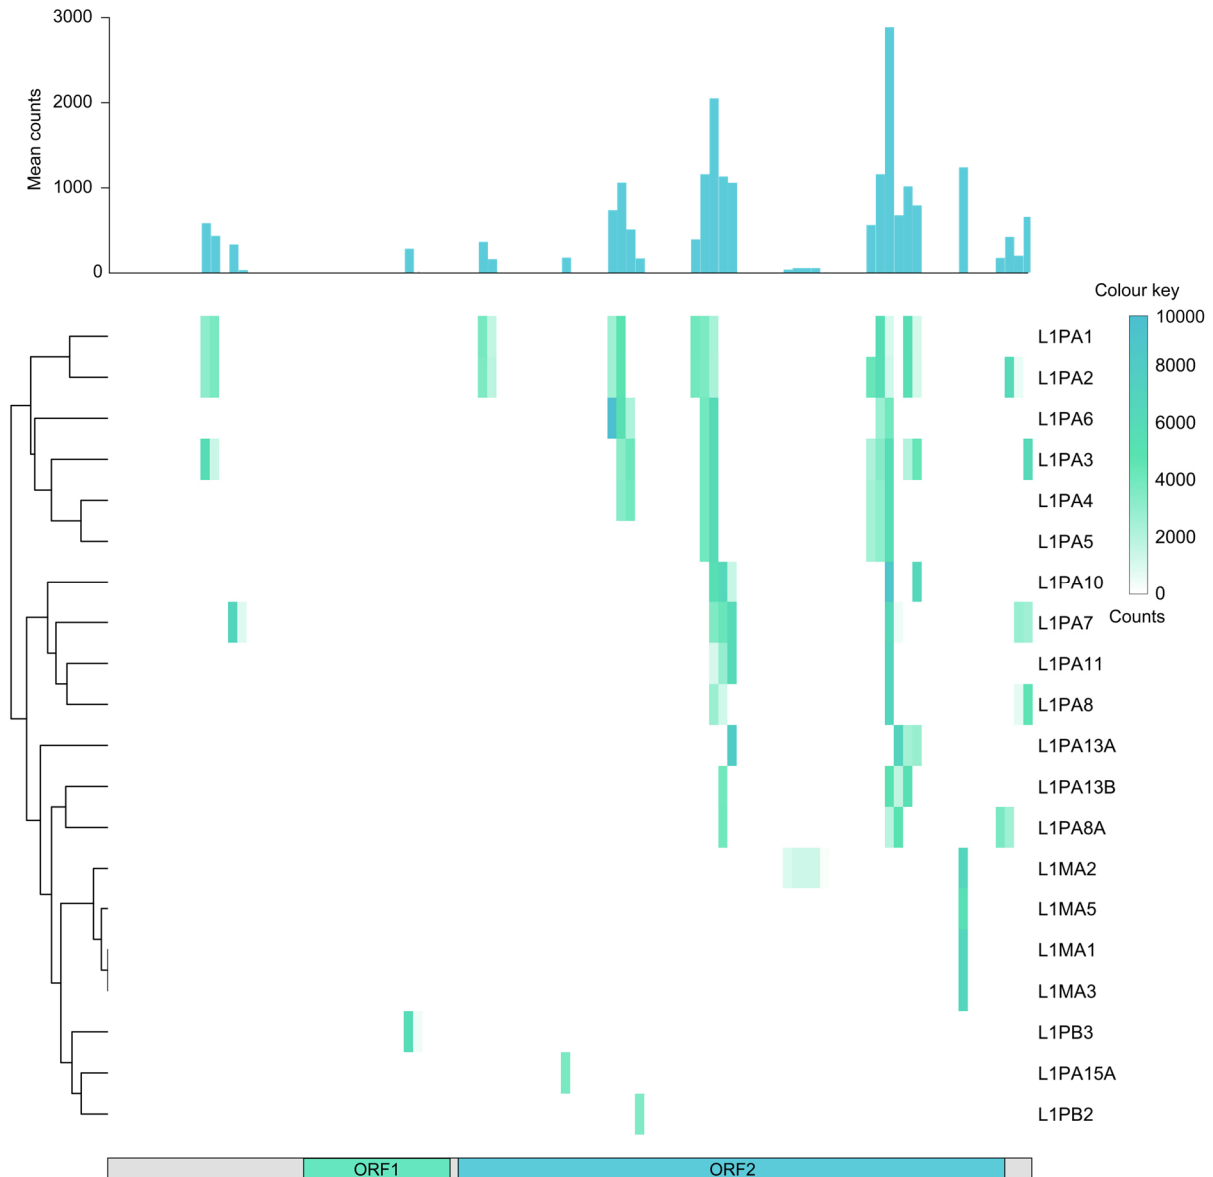 3000
2000
1000
0
Mean counts
Colour key
10000
8000
6000
4000
2000
0
Counts
L1PA1
L1PA2
L1PA6
L1PA3
L1PA4
L1PA5
L1PA10
L1PA7
L1PA11
L1PA8
L1PA13A
L1PA13B
L1PA8A
L1MA2
L1MA5
L1MA1
L1MA3
L1PB3
L1PA15A
L1PB2
ORF1 ORF2